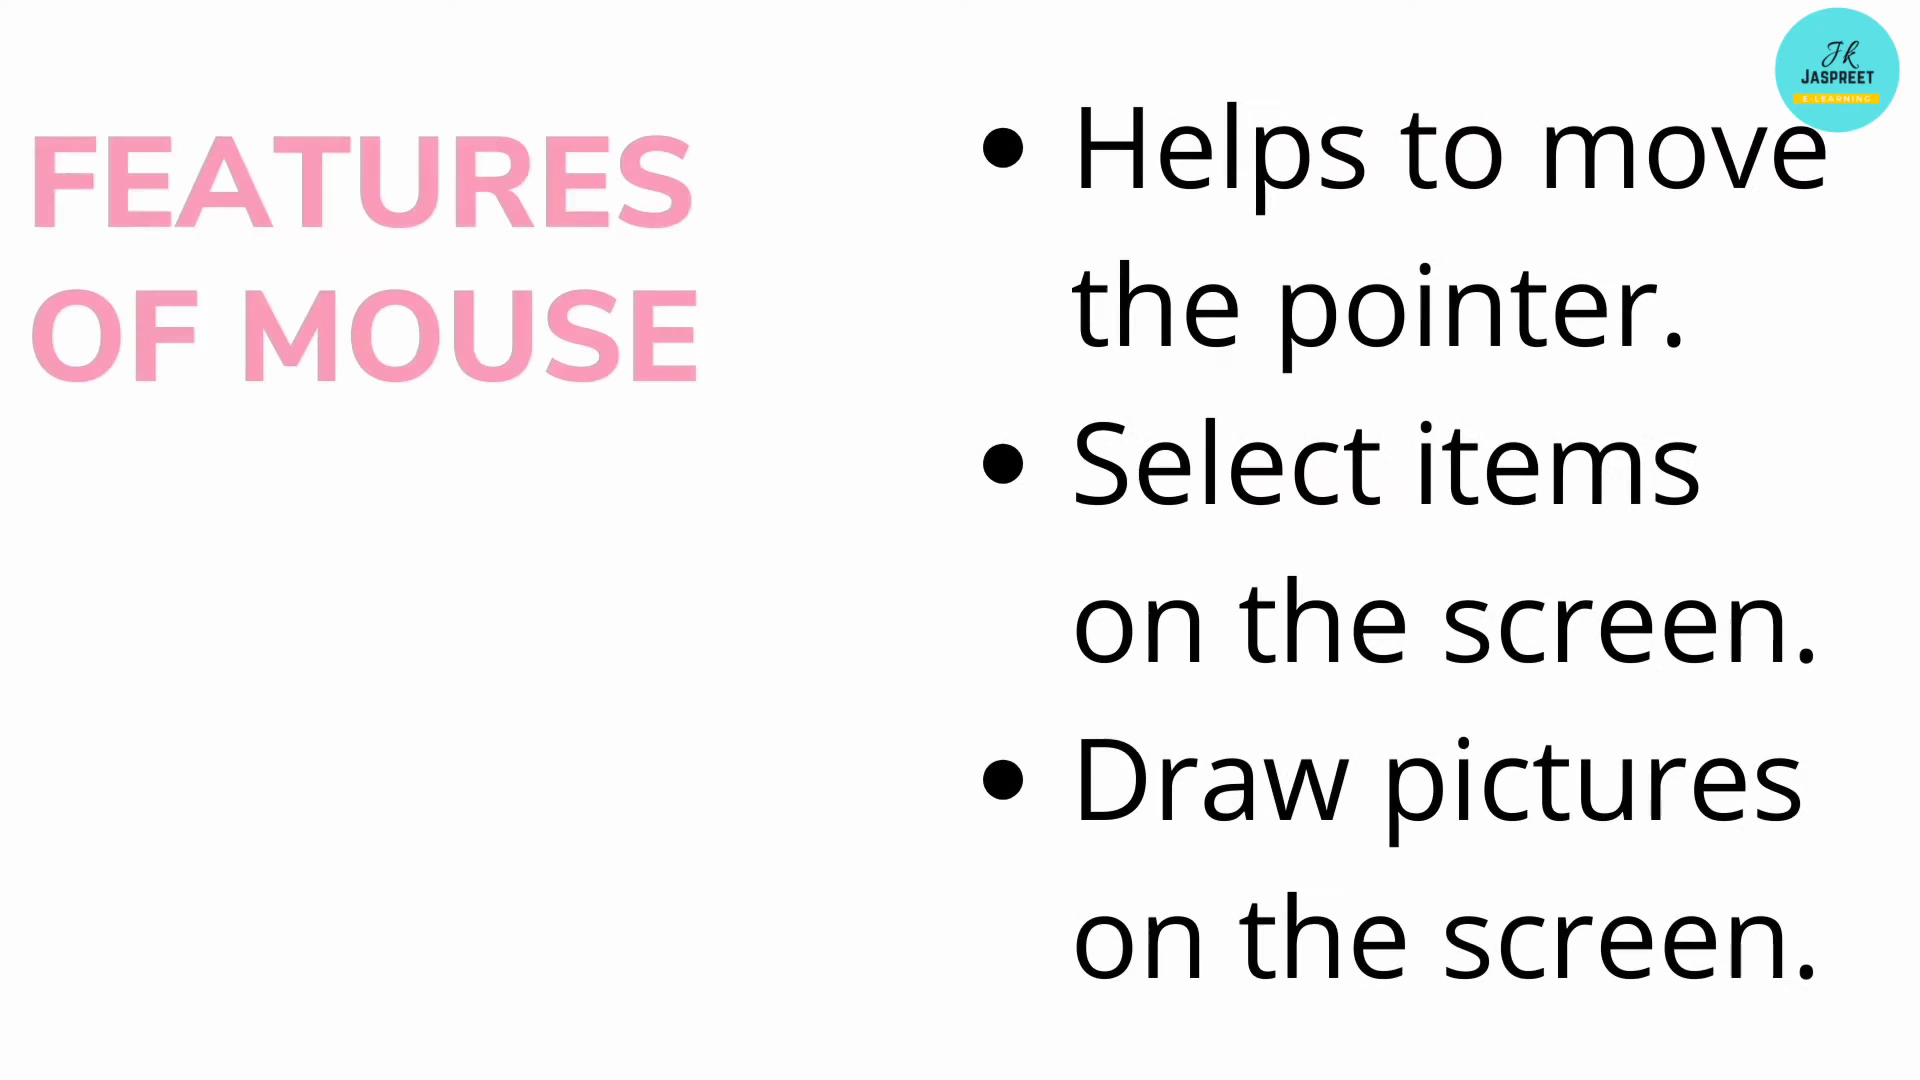 FEATURES
OF MOUSE
Jk
JASPREET
E-LEARNING
• Helps to move
the pointer.
• Select items
on the screen.
• Draw pictures
on the screen.